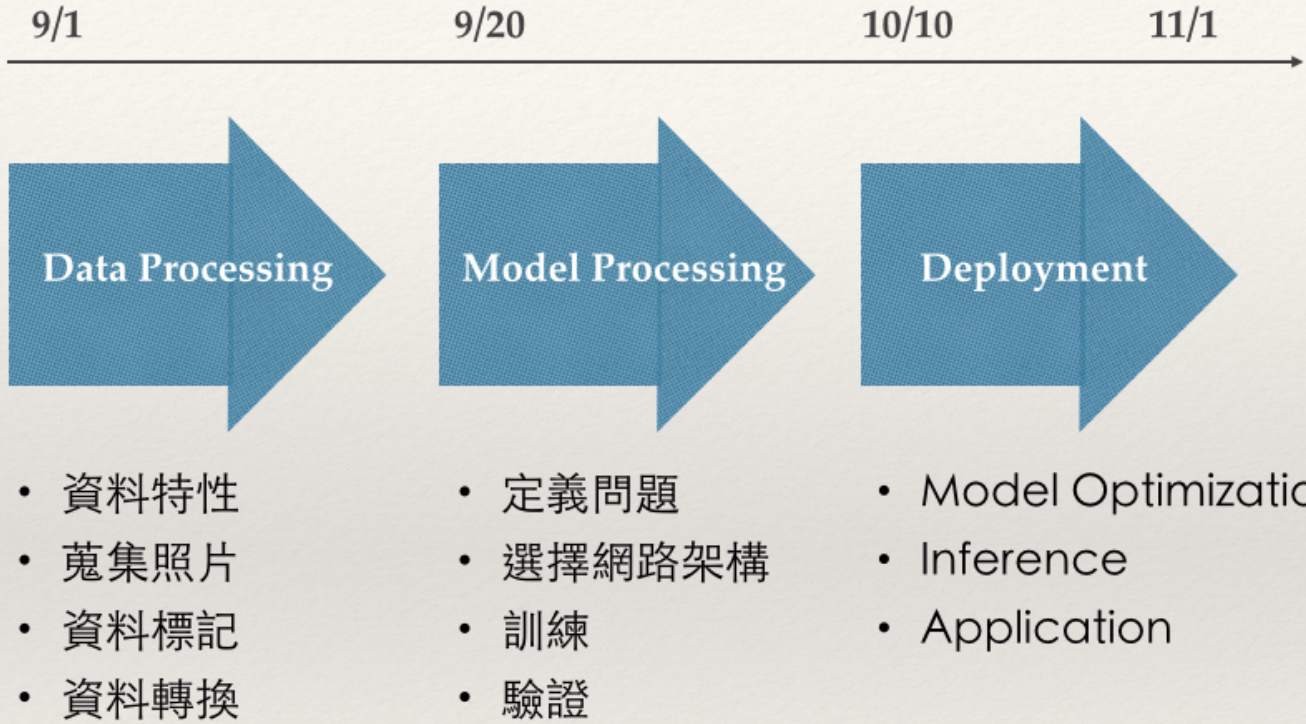 9/1 9/20 10/10 11/1
Data Processing
Model Processing
Deployment
• 資料特性
• 蒐集照片
• 資料標記
• 資料轉換
• 定義問題
• 選擇網路架構
• 訓練
• 驗證
• Model Optimizatio
• Inference
• Application